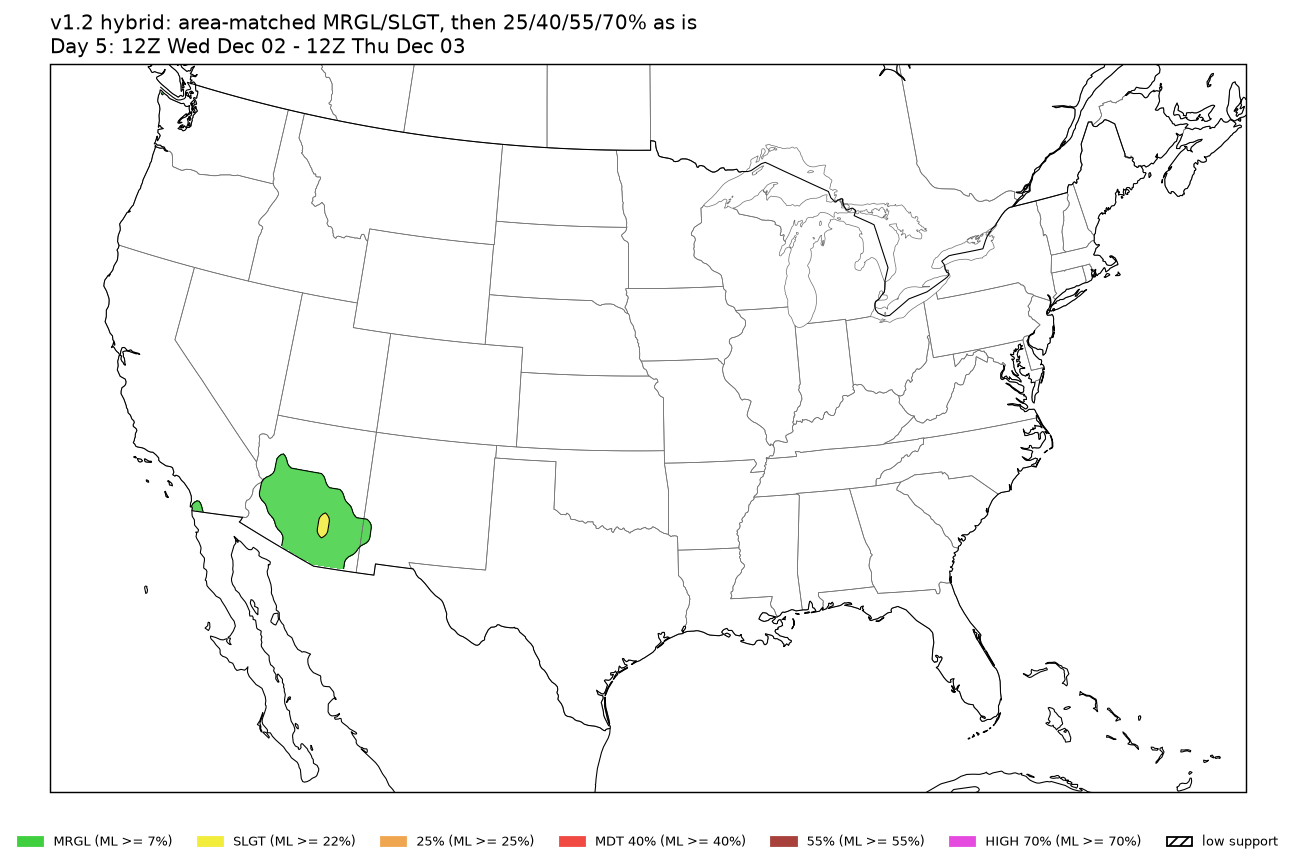 v1.2 hybrid: area-matched MRGL/SLGT, then 25/40/55/70% as is
Day 5: 12Z Wed Dec 02 - 12Z Thu Dec 03
MRGL (ML >= 7%) SLGT (ML >= 22%) 25% (ML >= 25%) MDT 40% (ML >= 40%) 55% (ML >= 55%) HIGH 70% (ML >= 70%) low support